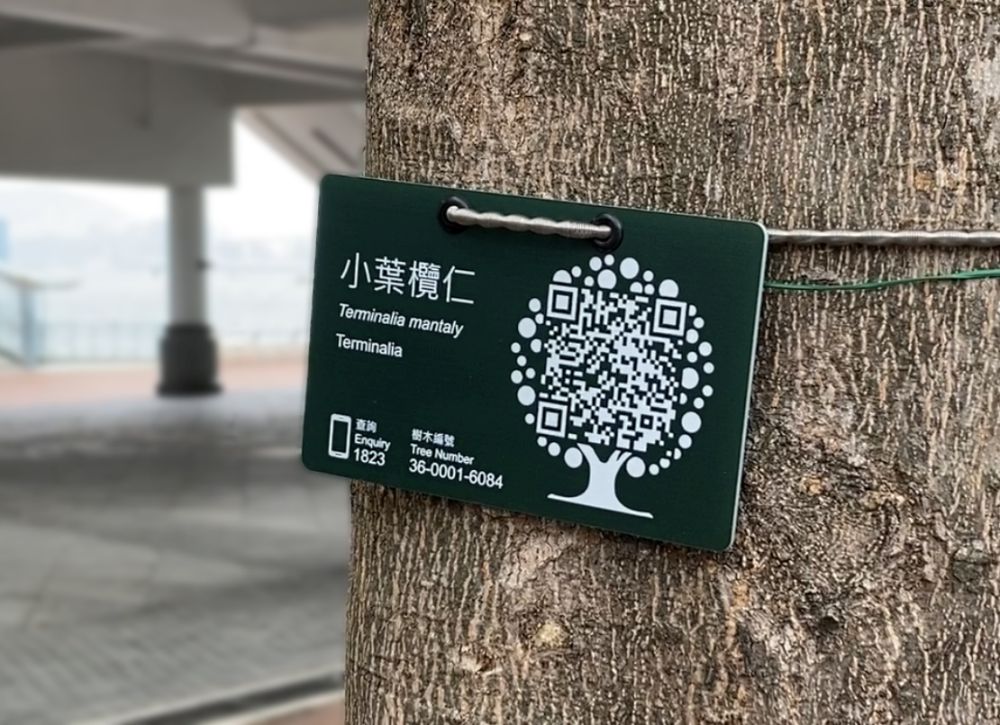 小葉欖仁
Terminalia mantaly
Terminalia
查詢
Enquiry
1823
樹木編號
Tree Number
36-0001-6084